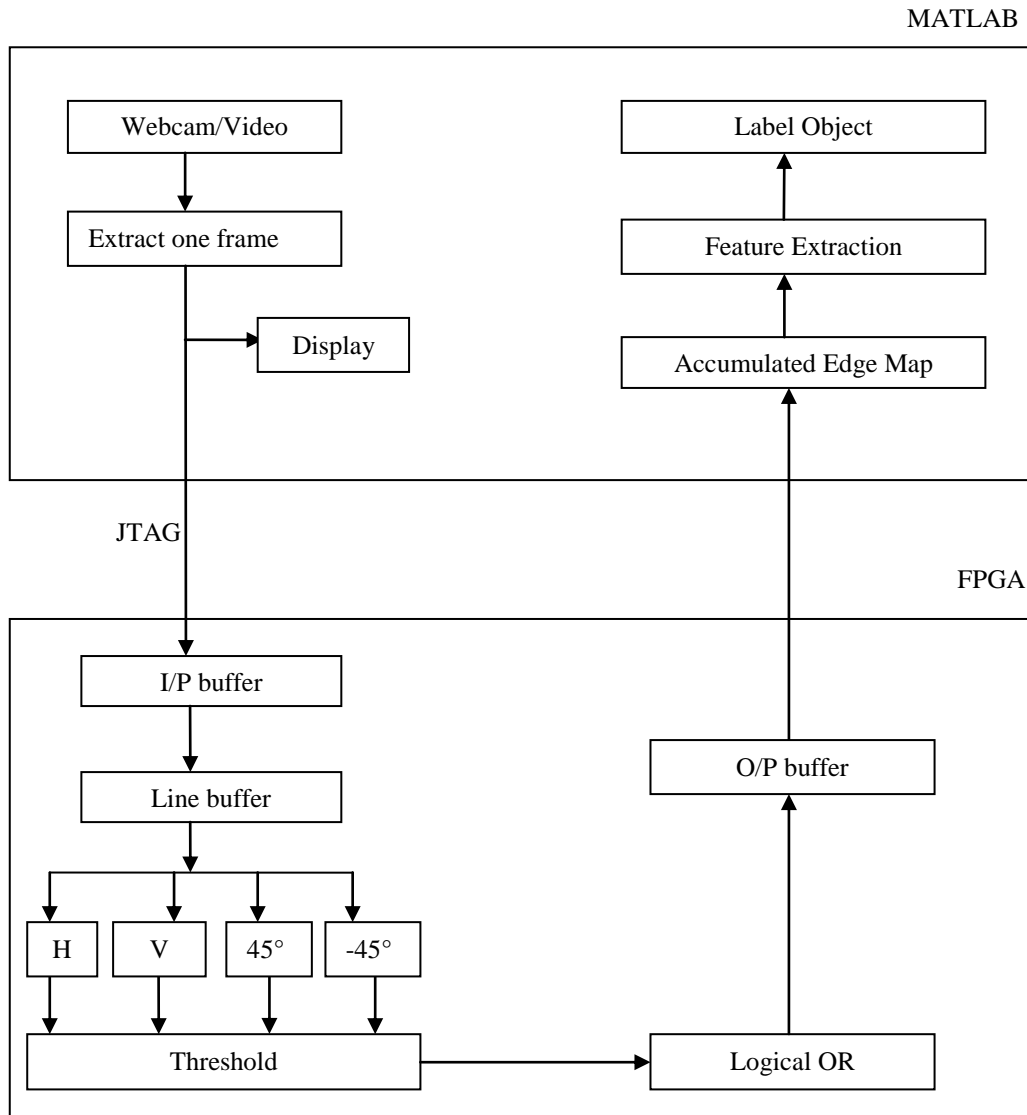 MATLAB
Webcam/Video
Label Object
Extract one frame
Feature Extraction
Display
Accumulated Edge Map
JTAG
FPGA
I/P buffer
O/P buffer
Line buffer
H
V
45°
-45°
Threshold
Logical OR